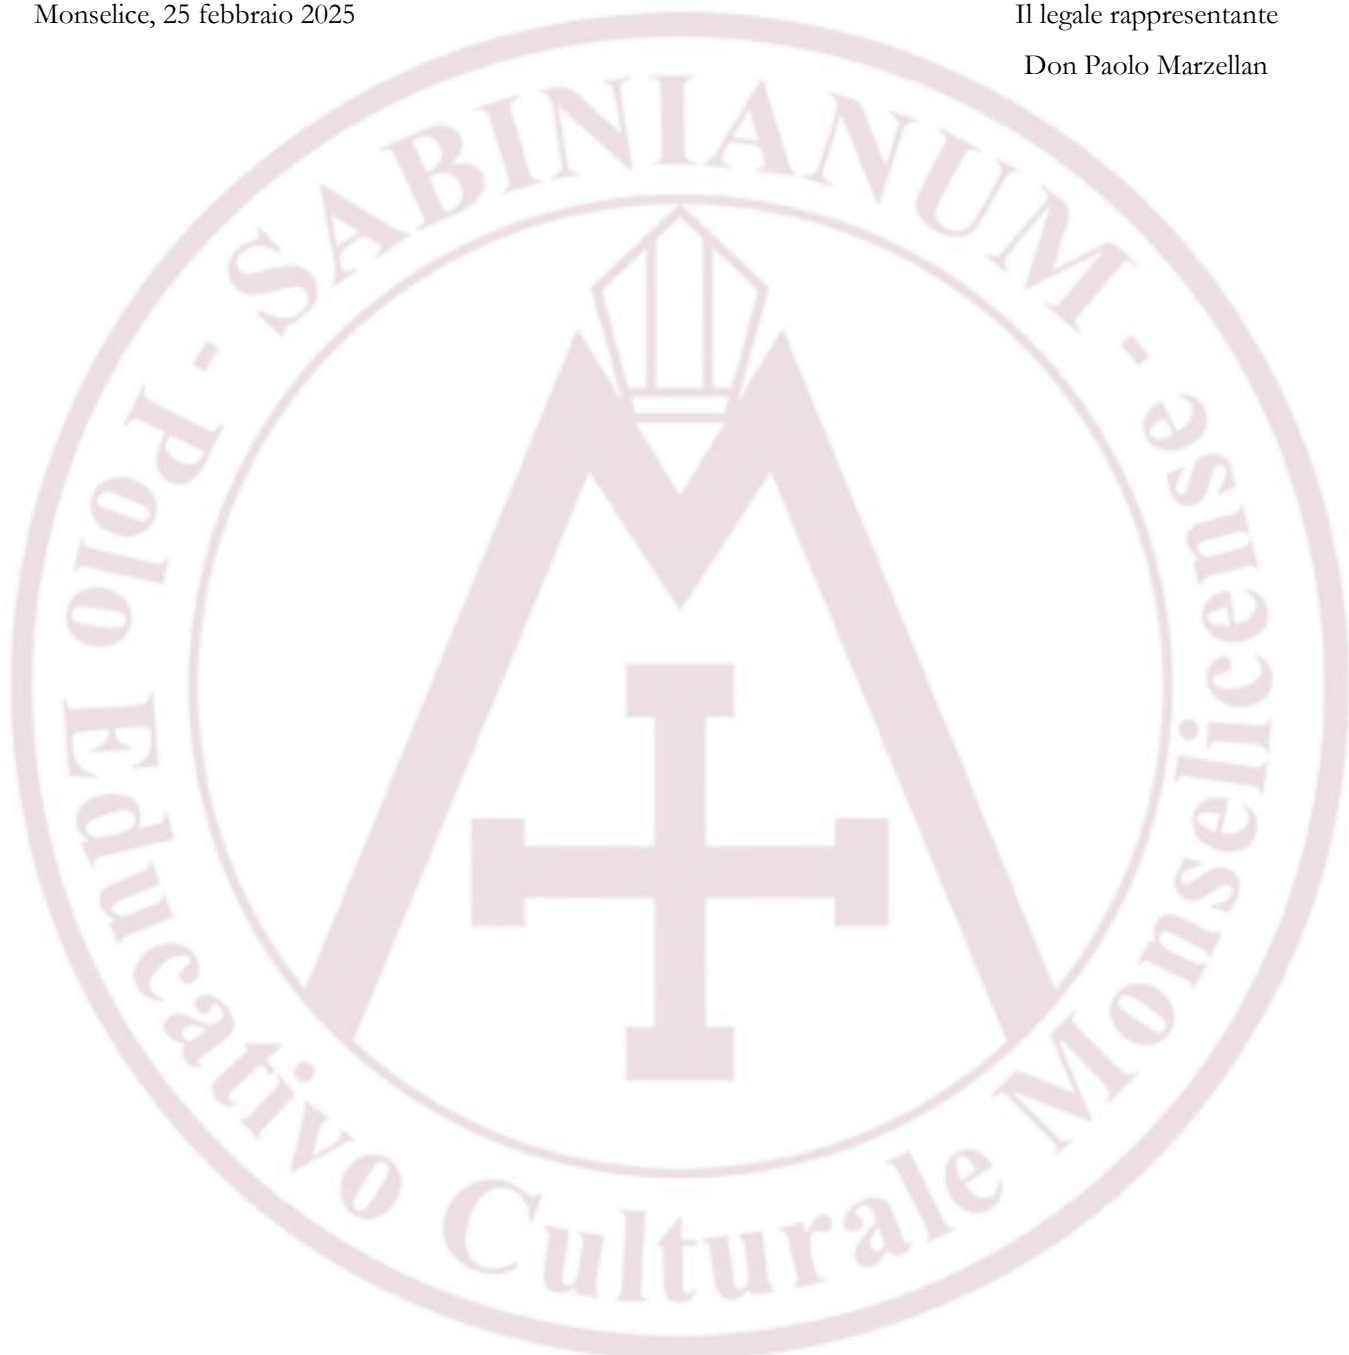 Monselice, 25 febbraio 2025
Il legale rappresentante
Don Paolo Marzellan
- SABINIANUM -
Polo Educativo Culturale Monselicense